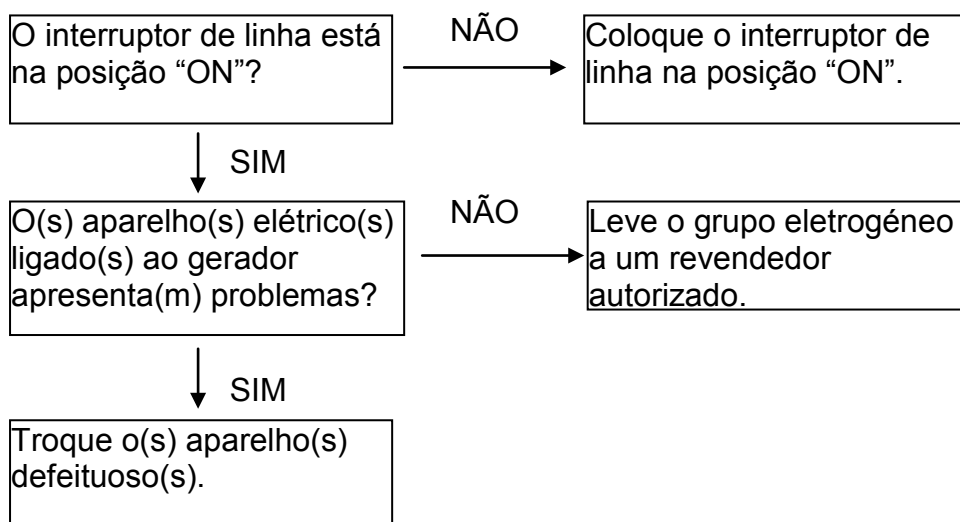 O interruptor de linha está
na posição “ON”?
NÃO
Coloque o interruptor de
linha na posição “ON”.
SIM
O(s) aparelho(s) elétrico(s)
ligado(s) ao gerador
apresenta(m) problemas?
NÃO
Leve o grupo eletrogéneo
a um revendedor
autorizado.
SIM
Troque o(s) aparelho(s)
defeituoso(s).